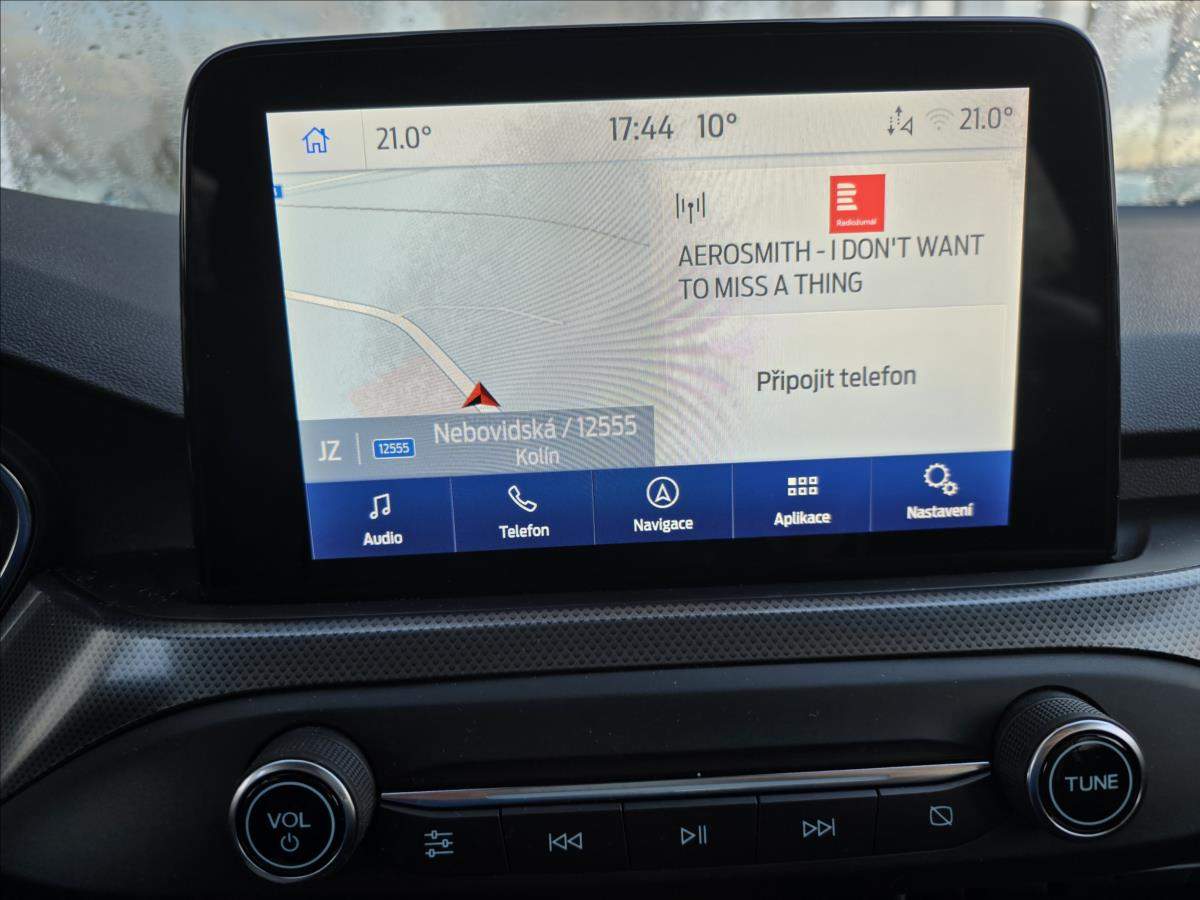 21.0°
17:44 10°
21.0°
Radiožurnál
AEROSMITH - I DON'T WANT
TO MISS A THING
Připojit telefon
JZ
12555
Nebovidská / 12555
Kolín
Audio
Telefon
Navigace
Aplikace
Nastavení
VOL
TUNE